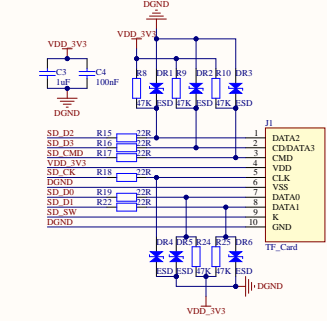 DGND
VDD_3V3
VDD_3V3
C3
1uF
C4
100nF
DGND
R8
DR1
R9
DR2
R10
DR3
47K
ESD
47K
ESD
47K
ESD
J1
SD_D2
R15
22R
1
DATA2
SD_D3
R16
22R
2
CD/DATA3
SD_CMD
R17
22R
3
CMD
VDD_3V3
4
VDD
SD_CK
R18
22R
5
CLK
DGND
6
VSS
SD_D0
R19
22R
7
DATA0
SD_D1
R22
22R
8
DATA1
SD_SW
9
K
DGND
10
GND
TF_Card
DR4
DR5
R24
R25
DR6
ESD
ESD
47K
47K
ESD
DGND
VDD_3V3